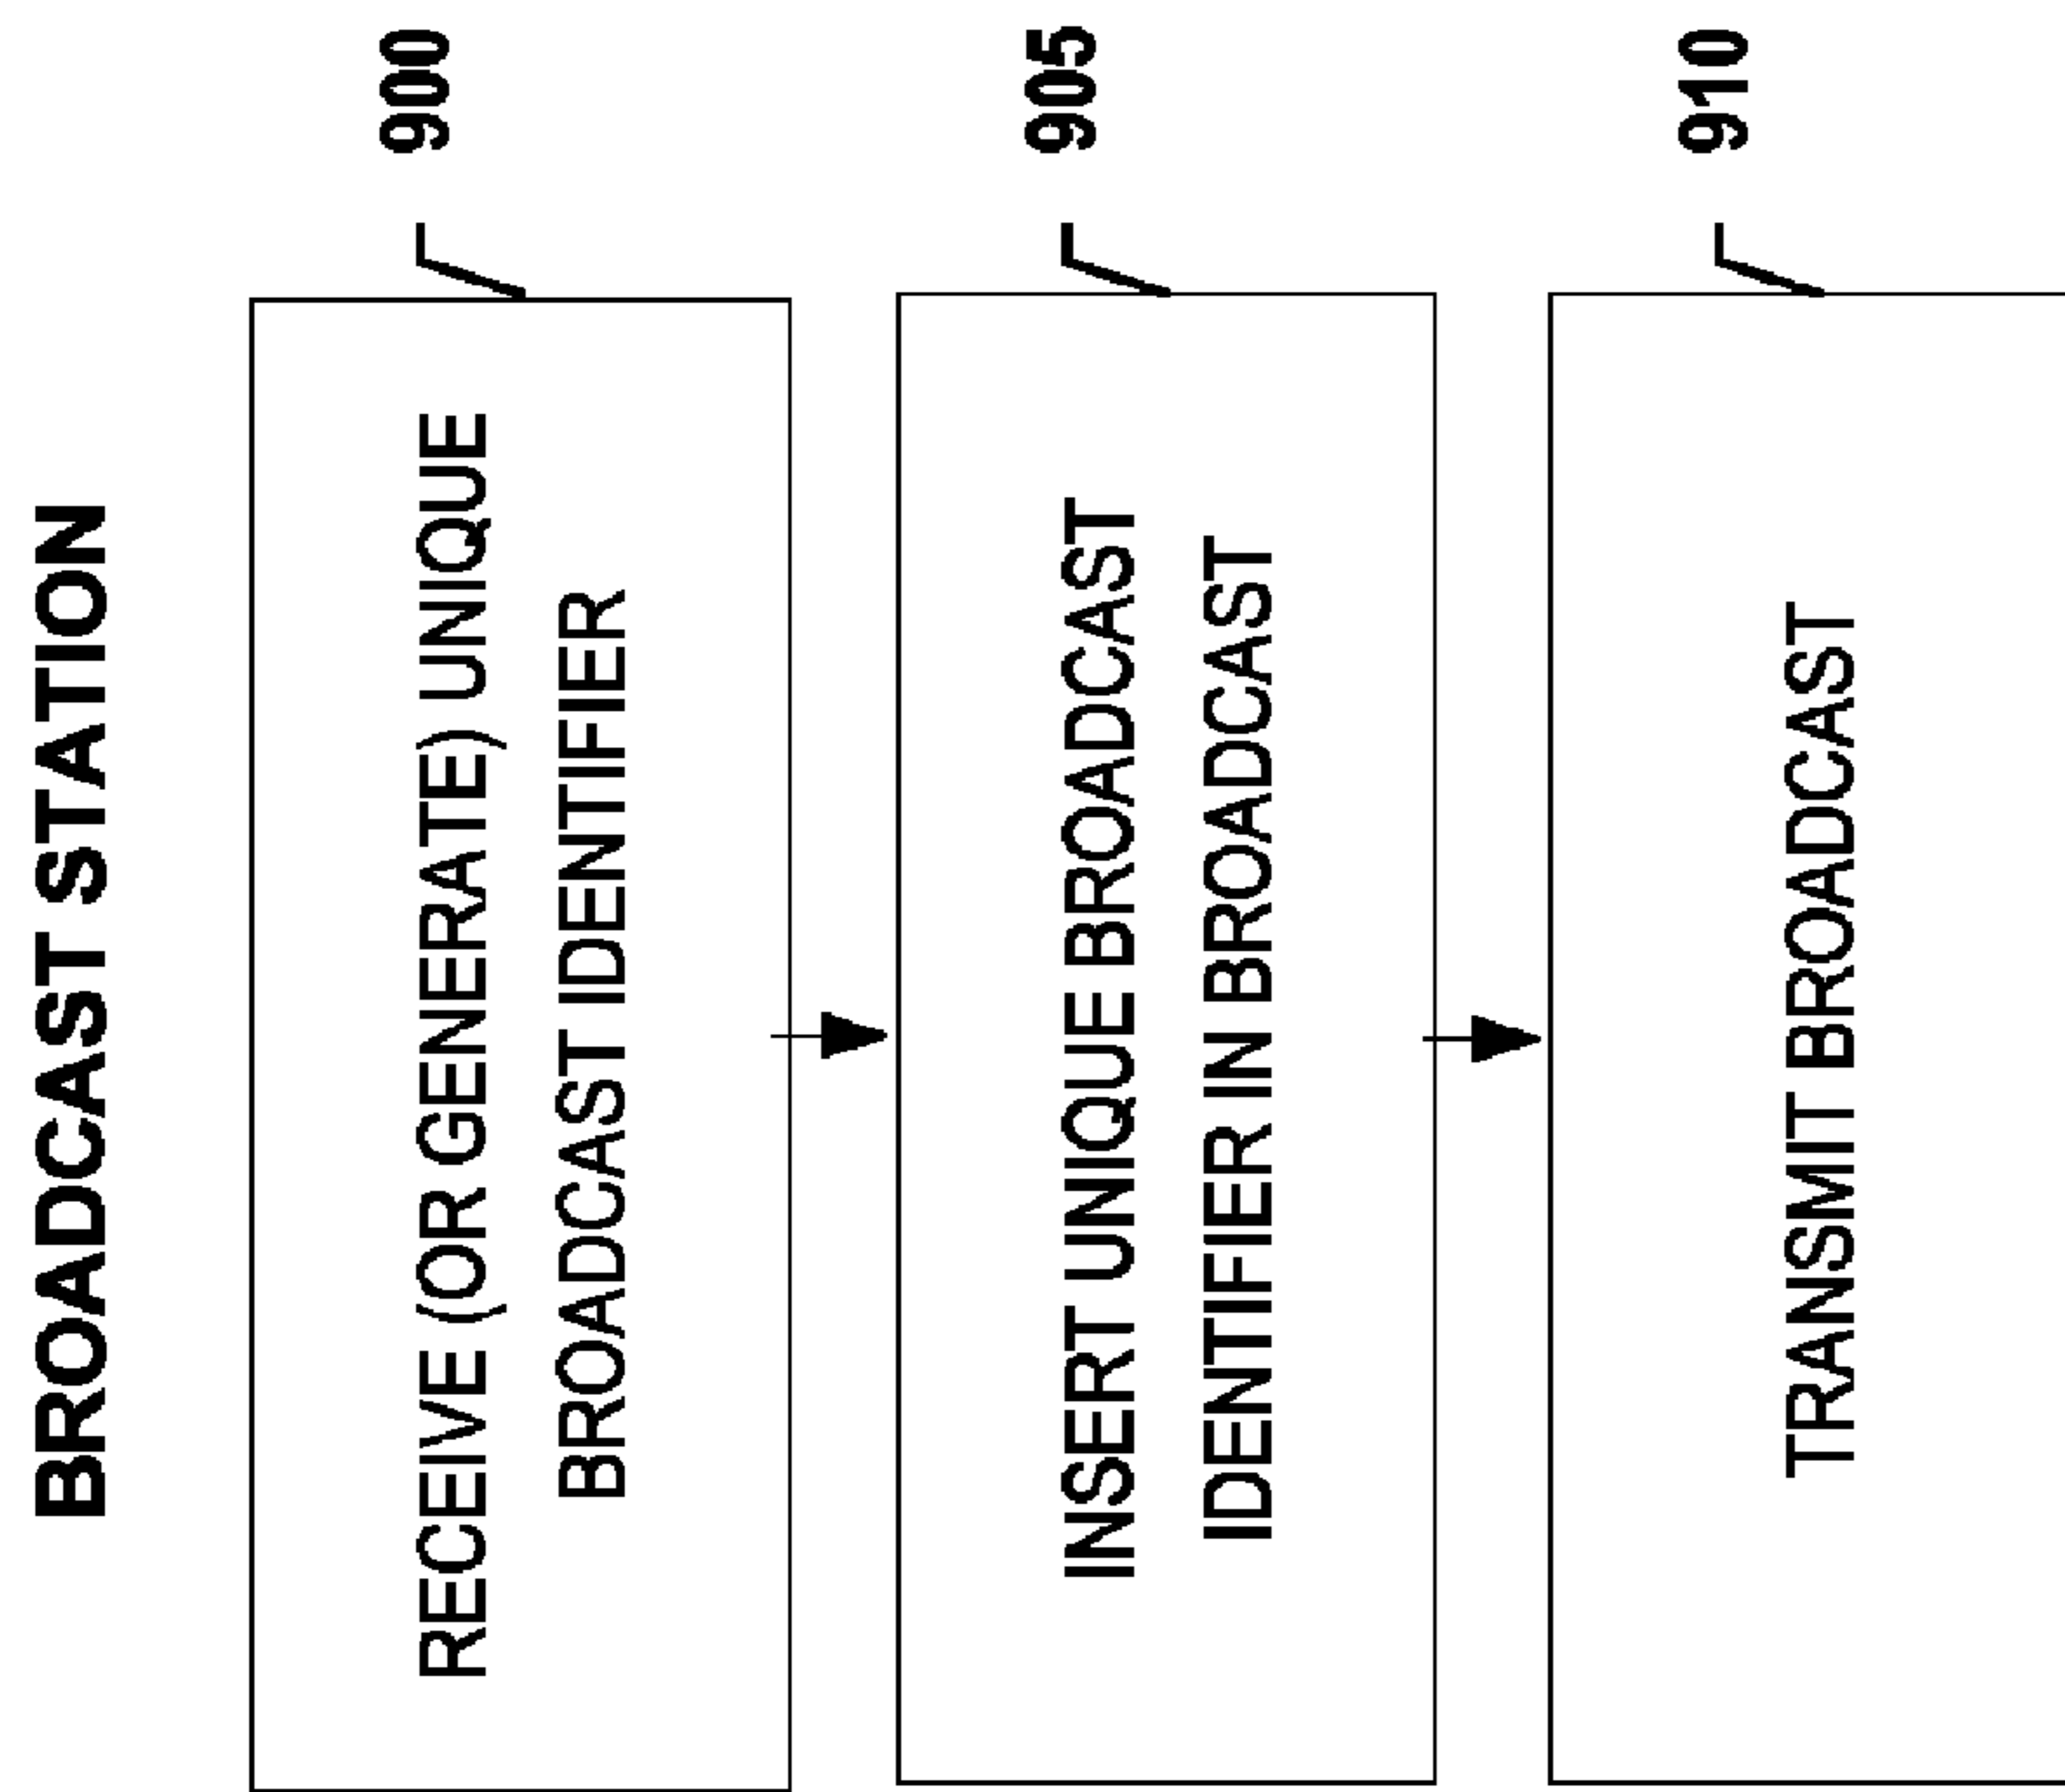 BROADCAST STATION
RECEIVE (OR GENERATE) UNIQUE
BROADCAST IDENTIFIER
900
INSERT UNIQUE BROADCAST
IDENTIFIER IN BROADCAST
905
TRANSMIT BROADCAST
910